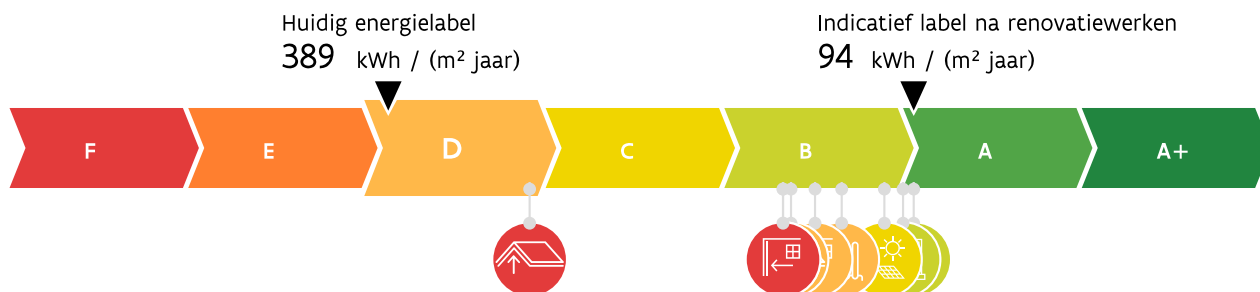 Huidig energielabel
389 kWh / (m² jaar)
Indicatief label na renovatiewerken
94 kWh / (m² jaar)
F
E
D
C
B
A
A+